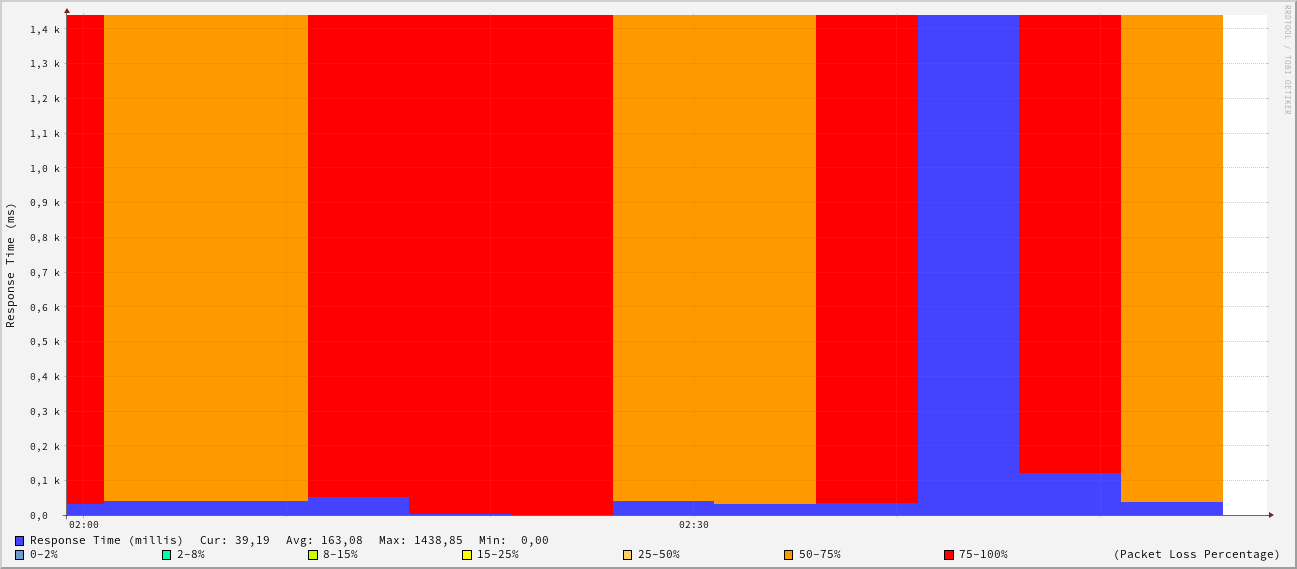 RRDTOOL / TOBI OETIKER
Response Time (ms)
1,4 k
1,3 k
1,2 k
1,1 k
1,0 k
0,9 k
0,8 k
0,7 k
0,6 k
0,5 k
0,4 k
0,3 k
0,2 k
0,1 k
0,0
02:00 02:30
Response Time (millis) Cur: 39,19 Avg: 163,08 Max: 1438,85 Min: 0,00
0-2% 2-8% 8-15% 15-25% 25-50% 50-75% 75-100% (Packet Loss Percentage)